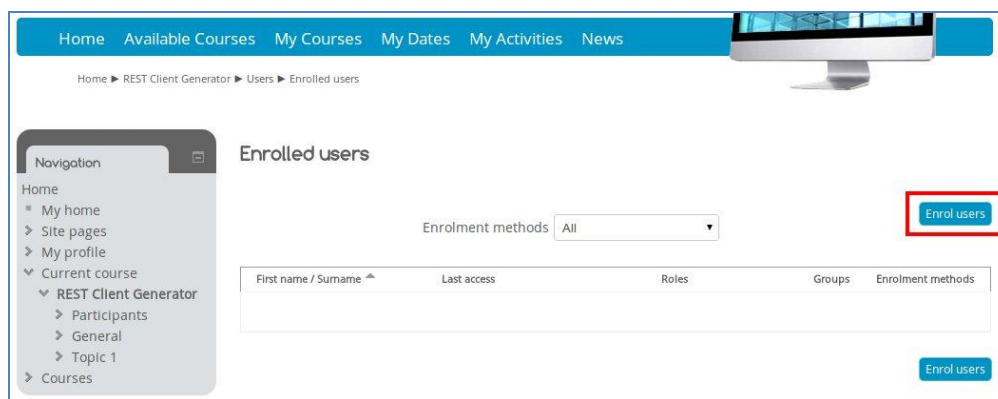 Home Available Courses My Courses My Dates My Activities News
Home ▶ REST Client Generator ▶ Users ▶ Enrolled users
Navigation
Home
My home
Site pages
My profile
Current course
REST Client Generator
Participants
General
Topic 1
Courses
Enrolled users
Enrol users
Enrolment methods All
First name / Surname Last access Roles Groups Enrolment methods
Enrol users